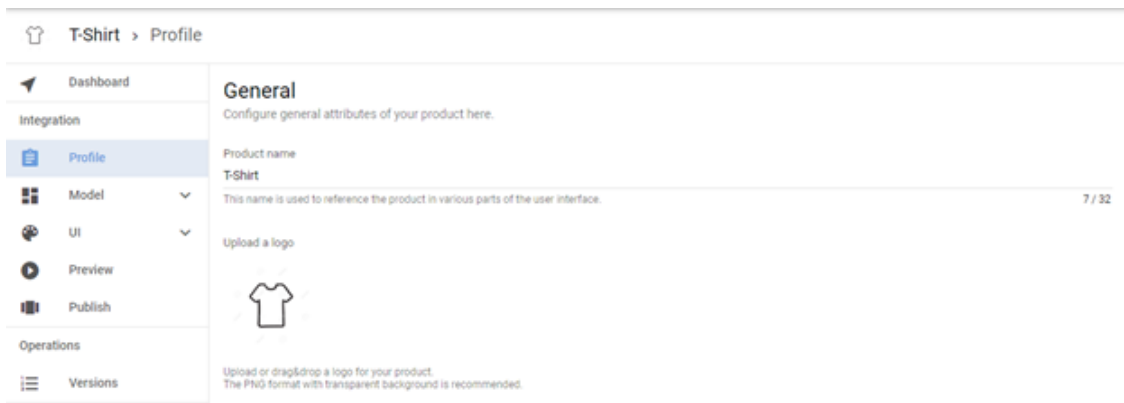 T-Shirt > Profile
Dashboard
Integration
Profile
Model
UI
Preview
Publish
Operations
Versions
General
Configure general attributes of your product here.
Product name
T-Shirt
This name is used to reference the product in various parts of the user interface. 7 / 32
Upload a logo
Upload or drag&drop a logo for your product.
The PNG format with transparent background is recommended.